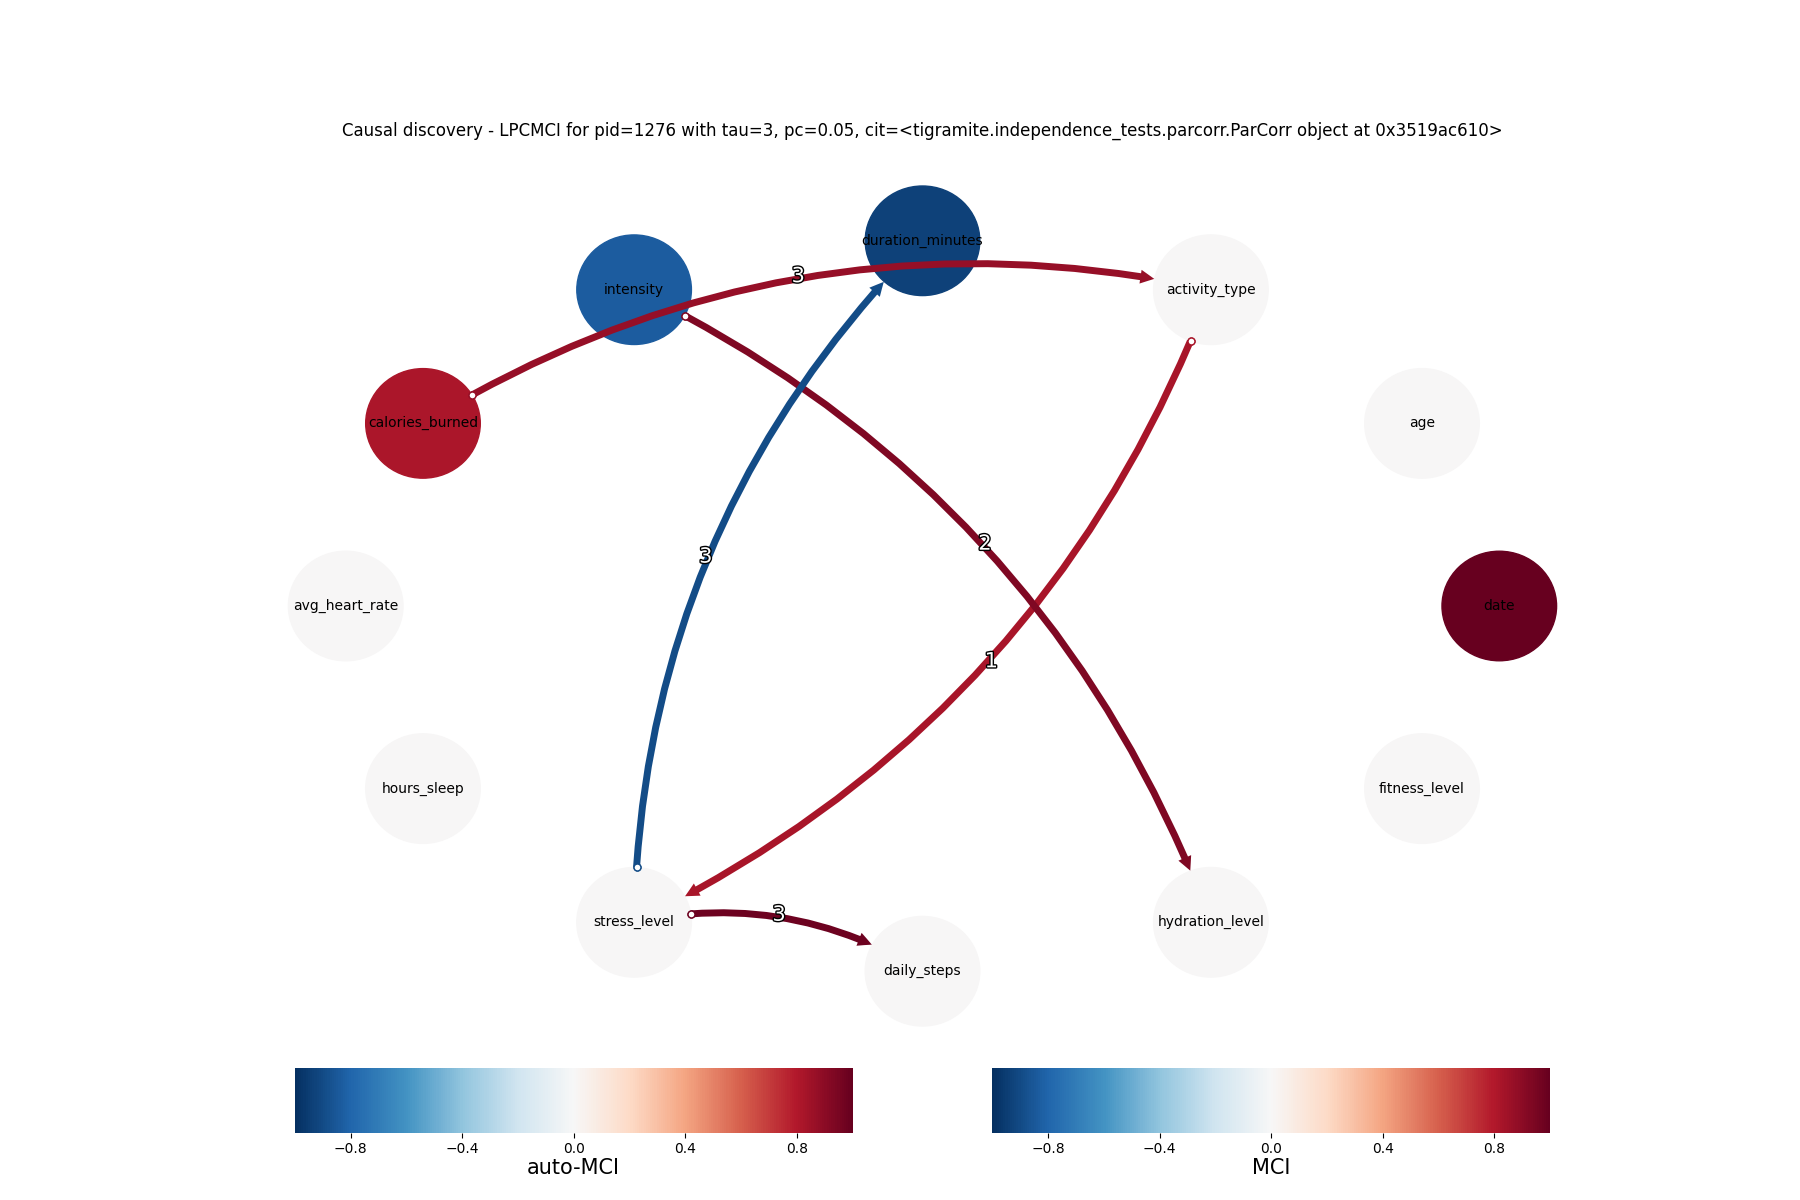 Causal discovery - LPCMCI for pid=1276 with tau=3, pc=0.05, cit=<tigramite.independence_tests.parcorr.ParCorr object at 0x3519ac610>
duration_minutes
intensity
activity_type
3
calories_burned
age
3
2
avg_heart_rate
date
1
hours_sleep
fitness_level
stress_level
3
hydration_level
daily_steps
−0.8 −0.4 0.0 0.4 0.8
auto-MCI
−0.8 −0.4 0.0 0.4 0.8
MCI